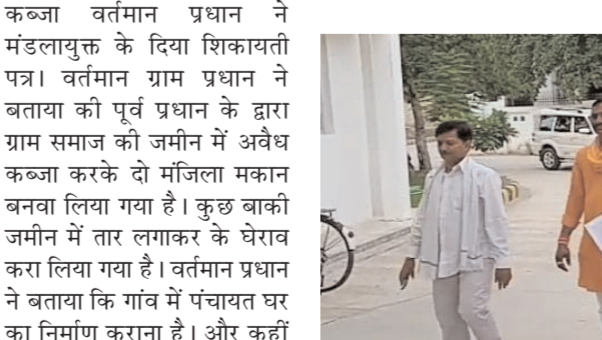 कब्जा वर्तमान प्रधान ने
मंडलायुक्त के दिया शिकायती
पत्र। वर्तमान ग्राम प्रधान ने
बताया की पूर्व प्रधान के द्वारा
ग्राम समाज की जमीन में अवैध
कब्जा करके दो मंजिला मकान
बनवा लिया गया है। कुछ बाकी
जमीन में तार लगाकर के घेराव
करा लिया गया है। वर्तमान प्रधान
ने बताया कि गांव में पंचायत घर
का निर्माण कराना है। और कहीं